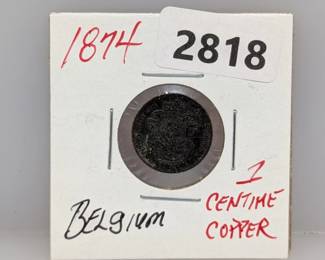 1874
2818
BELgium
1
CENTIME
COPPER